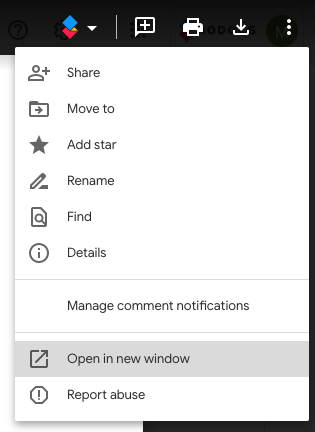 Share
Move to
Add star
Rename
Find
Details
Manage comment notifications
Open in new window
Report abuse